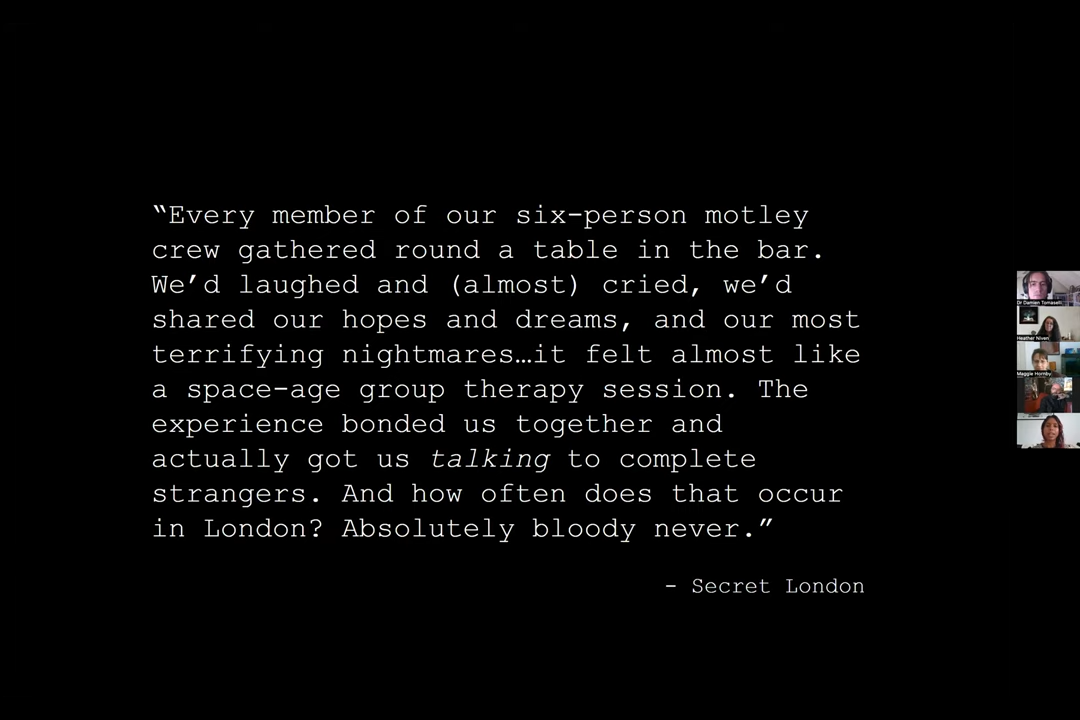 “Every member of our six-person motley
crew gathered round a table in the bar.
We’d laughed and (almost) cried, we’d
shared our hopes and dreams, and our most
terrifying nightmares…it felt almost like
a space-age group therapy session. The
experience bonded us together and
actually got us talking to complete
strangers. And how often does that occur
in London? Absolutely bloody never.”
- Secret London
Dr Damien Tomaselli
Heather Niven
Maggie Hornby